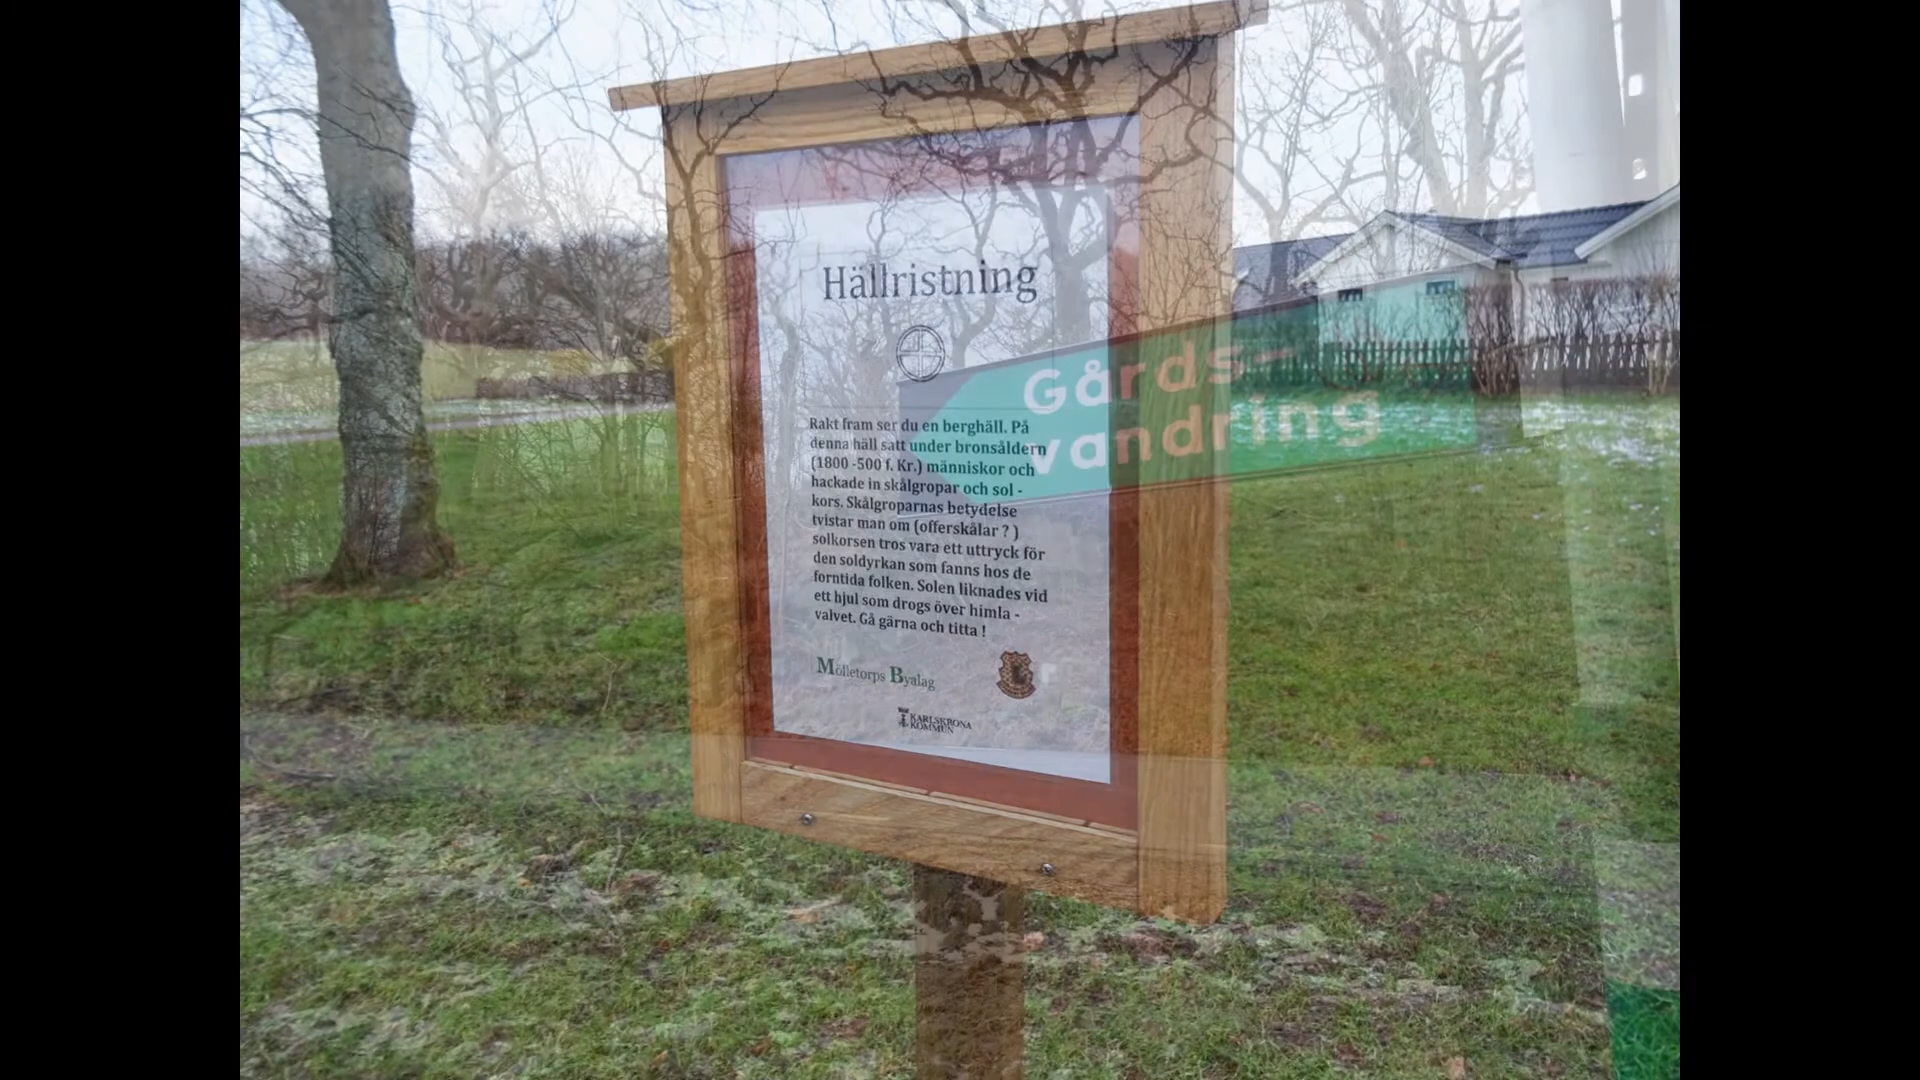 Hällristning
Rakt fram ser du en berghäll. På
denna häll satt under bronsåldern
(1800 -500 f. Kr.) människor och
hackade in skålgropar och sol -
kors. Skålgroparnas betydelse
tvistar man om (offerskålar ? )
solkorsen tros vara ett uttryck för
den soldyrkan som fanns hos de
forntida folken. Solen liknades vid
ett hjul som drogs över himla -
valvet. Gå gärna och titta !
Mölletorps Byalag
KARLSKRONA
KOMMUN
Gårds-
vandring